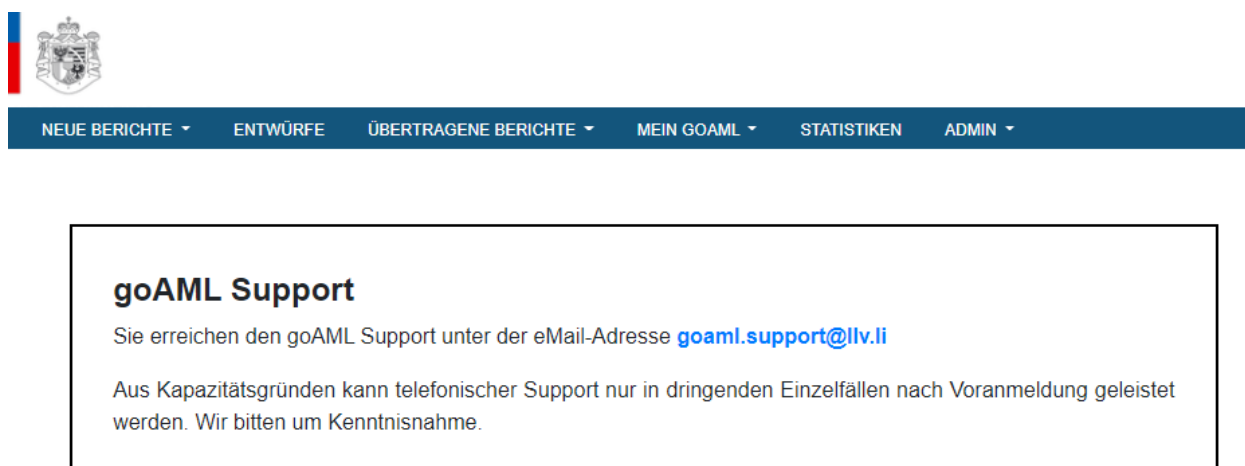 NEUE BERICHTE ENTWÜRFE ÜBERTRAGENE BERICHTE MEIN GOAML STATISTIKEN ADMIN
goAML Support
Sie erreichen den goAML Support unter der eMail-Adresse goaml.support@llv.li
Aus Kapazitätsgründen kann telefonischer Support nur in dringenden Einzelfällen nach Voranmeldung geleistet
werden. Wir bitten um Kenntnisnahme.